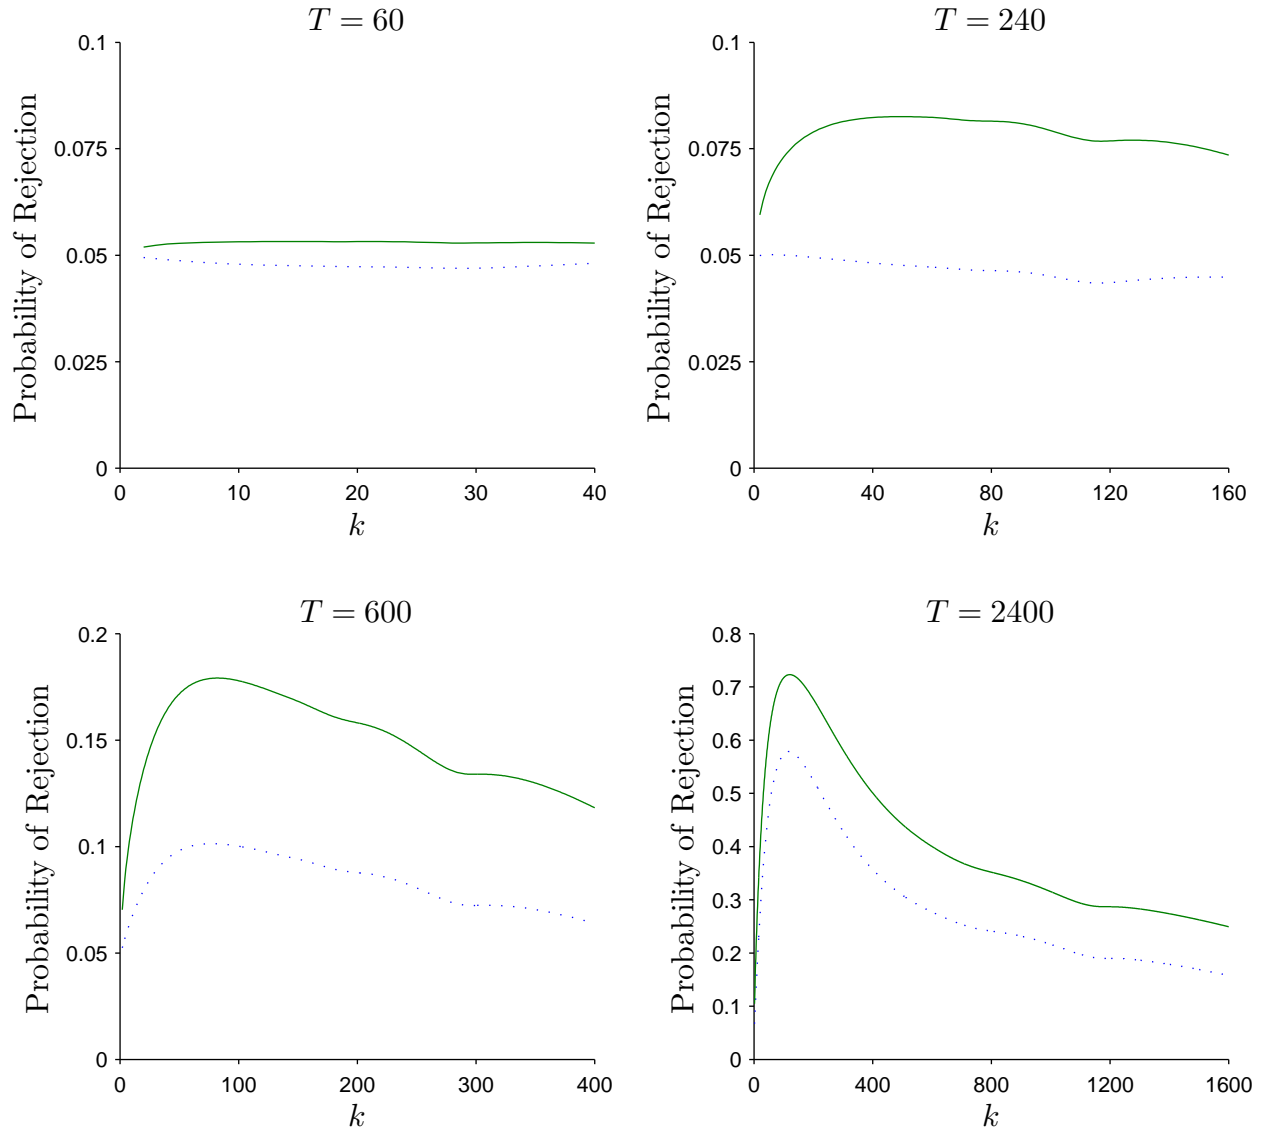 T = 60
0.1
0.075
0.05
0.025
0
Probability of Rejection
0 10 20 30 40
k
T = 240
0.1
0.075
0.05
0.025
0
Probability of Rejection
0 40 80 120 160
k
T = 600
0.2
0.15
0.1
0.05
0
Probability of Rejection
0 100 200 300 400
k
T = 2400
0.8
0.7
0.6
0.5
0.4
0.3
0.2
0.1
0
Probability of Rejection
0 400 800 1200 1600
k